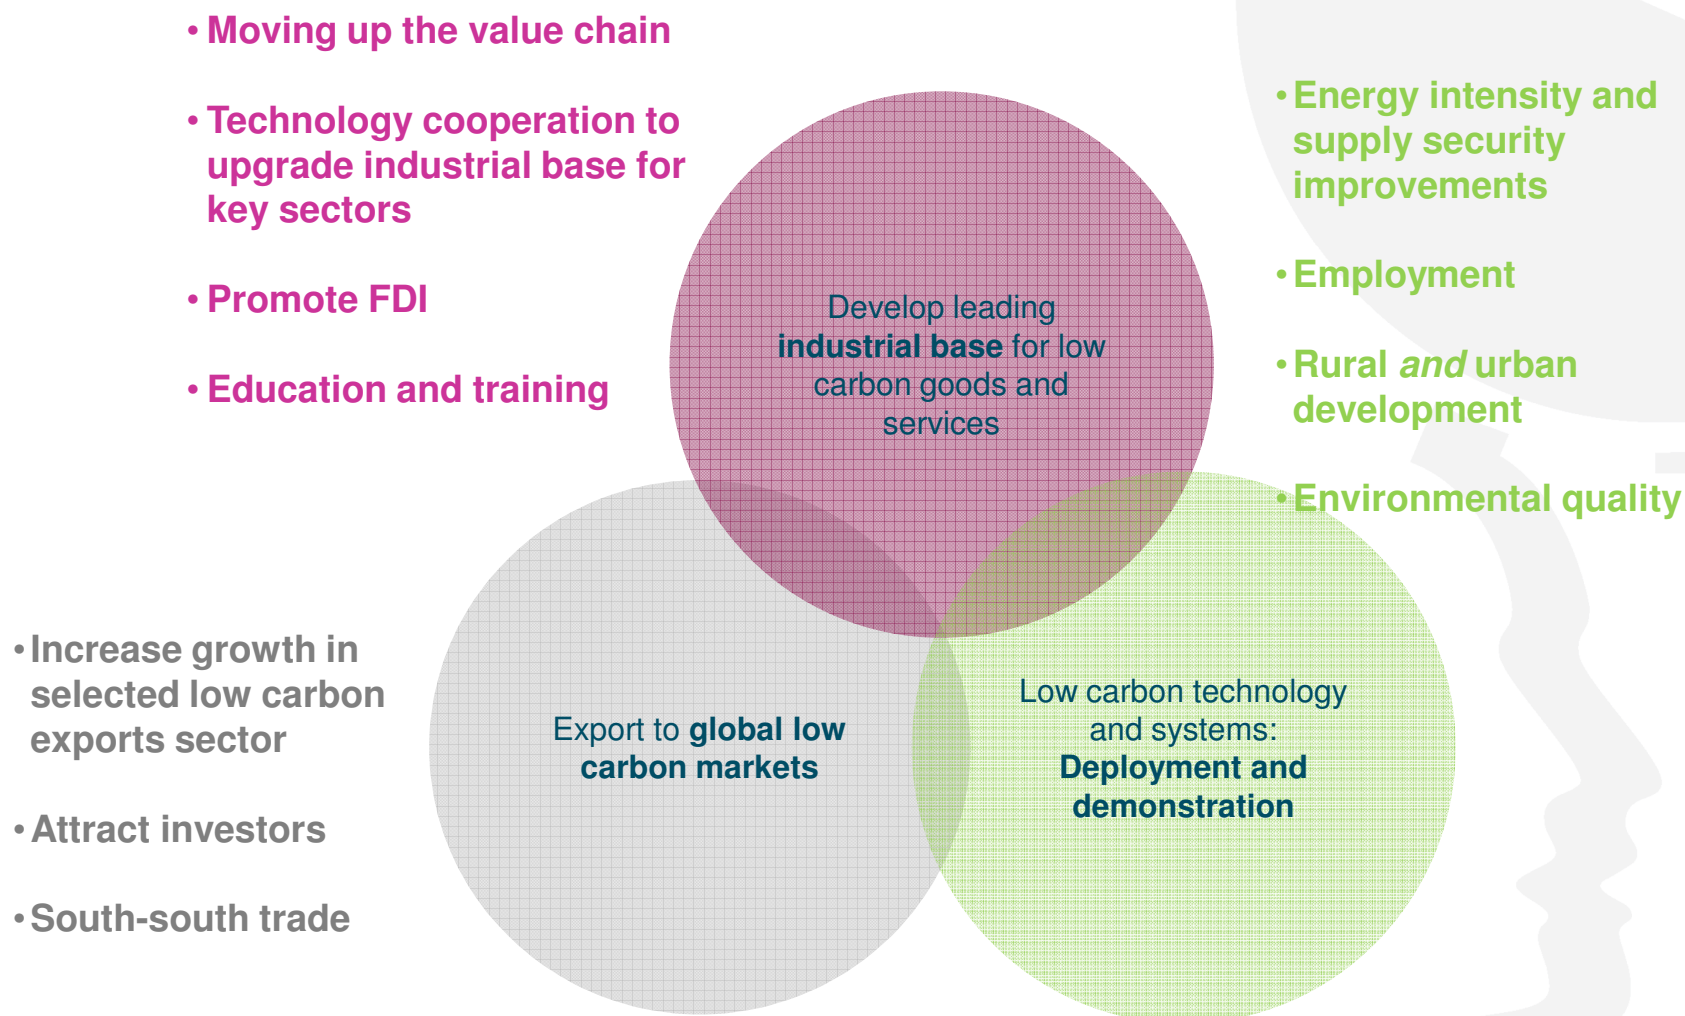 • Moving up the value chain
• Technology cooperation to
upgrade industrial base for
key sectors
• Promote FDI
• Education and training
• Energy intensity and
supply security
improvements
• Employment
• Rural and urban
development
• Environmental quality
Develop leading
industrial base for low
carbon goods and
services
• Increase growth in
selected low carbon
exports sector
• Attract investors
• South-south trade
Export to global low
carbon markets
Low carbon technology
and systems:
Deployment and
demonstration